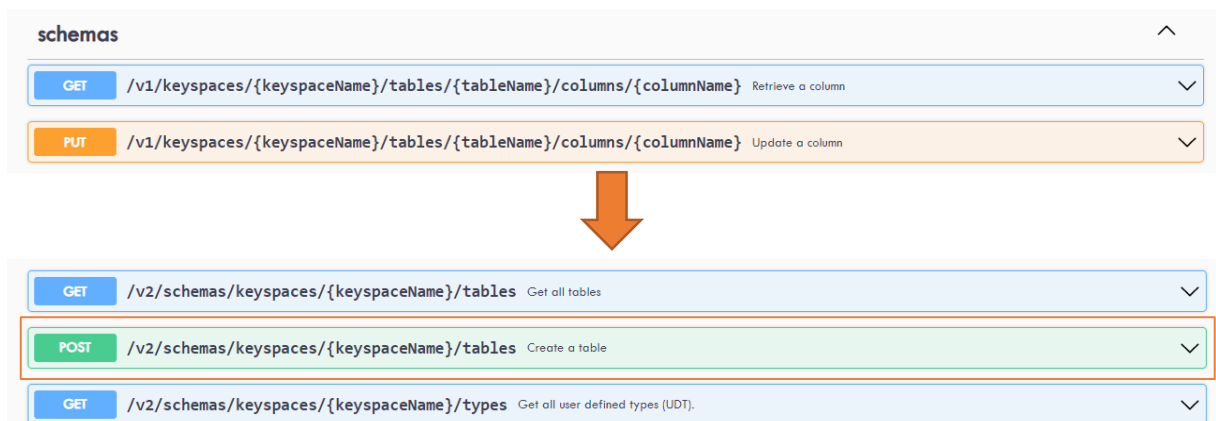 schemas
GET /v1/keyspaces/{keyspaceName}/tables/{tableName}/columns/{columnName} Retrieve a column
PUT /v1/keyspaces/{keyspaceName}/tables/{tableName}/columns/{columnName} Update a column
GET /v2/schemas/keyspaces/{keyspaceName}/tables Get all tables
POST /v2/schemas/keyspaces/{keyspaceName}/tables Create a table
GET /v2/schemas/keyspaces/{keyspaceName}/types Get all user defined types (UDT).